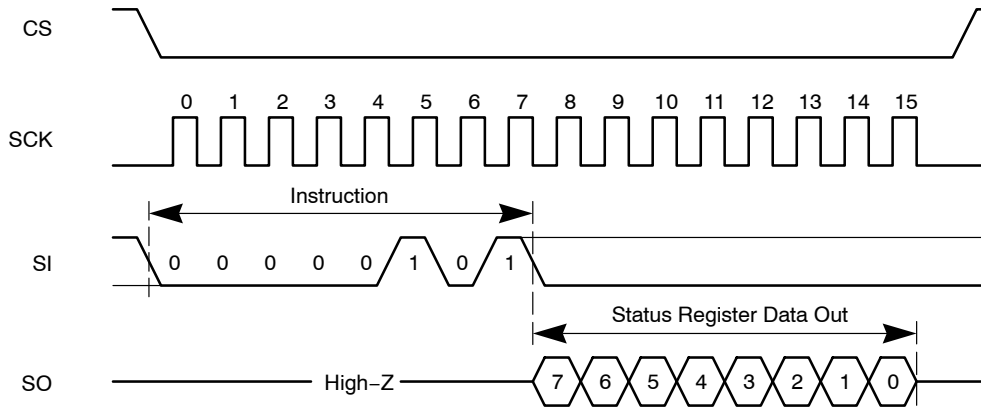 CS
0 1 2 3 4 5 6 7 8 9 10 11 12 13 14 15
SCK
Instruction
SI 0 0 0 0 0 1 0 1
Status Register Data Out
SO High−Z 7 6 5 4 3 2 1 0